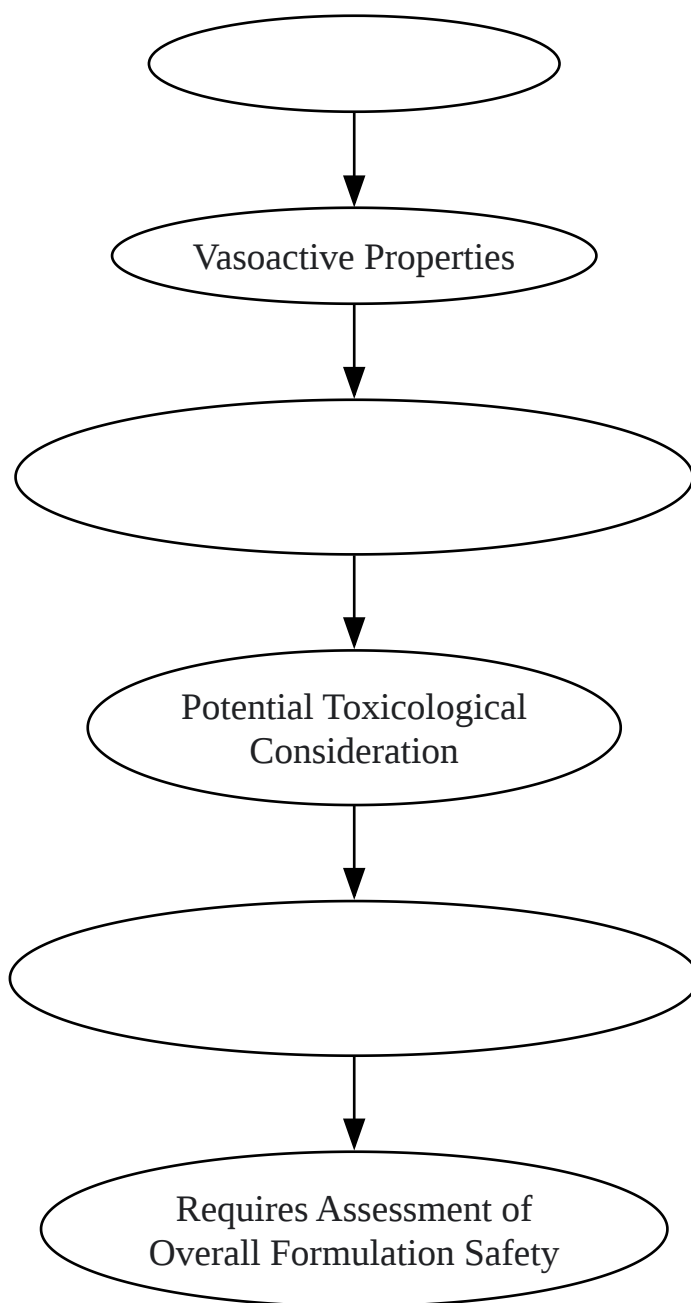 Vasoactive Properties
Potential Toxicological
Consideration
Requires Assessment of
Overall Formulation Safety